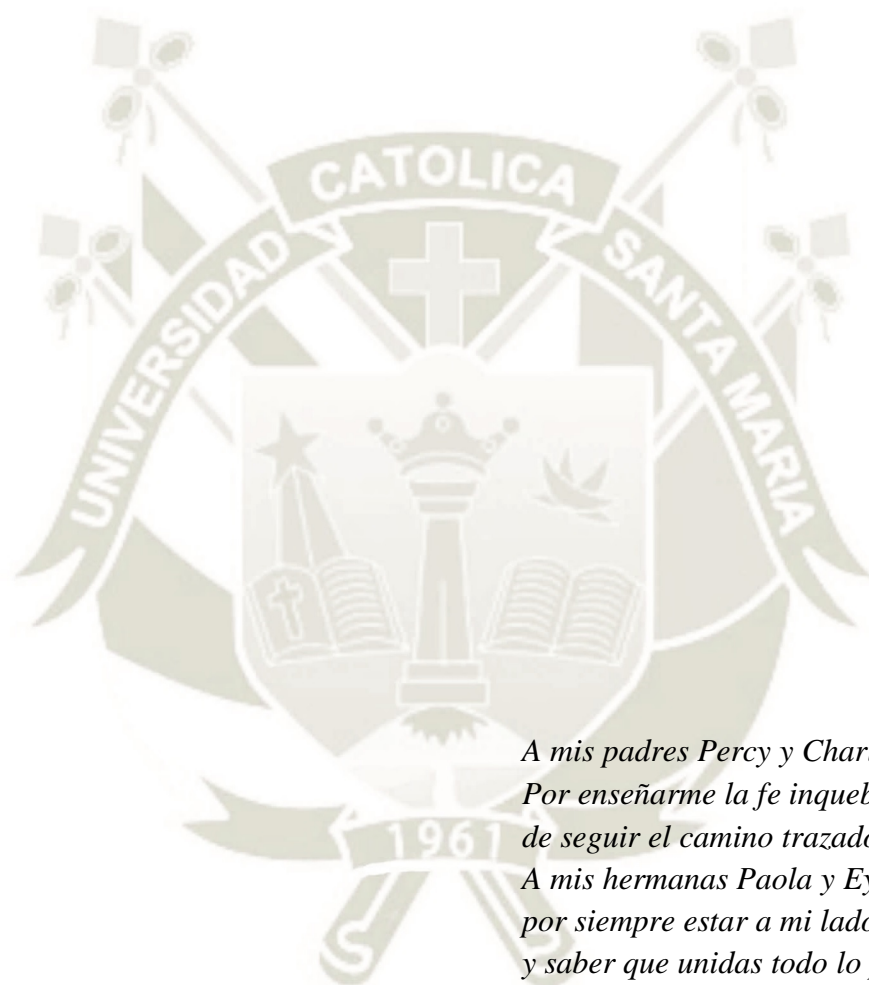 UNIVERSIDAD
CATOLICA
SANTA MARIA
1961
A mis padres Percy y
Por enseñarme la fe
de seguir el camino
A mis hermanas Paola y
por siempre estar a mi lado
y saber que unidas todo lo